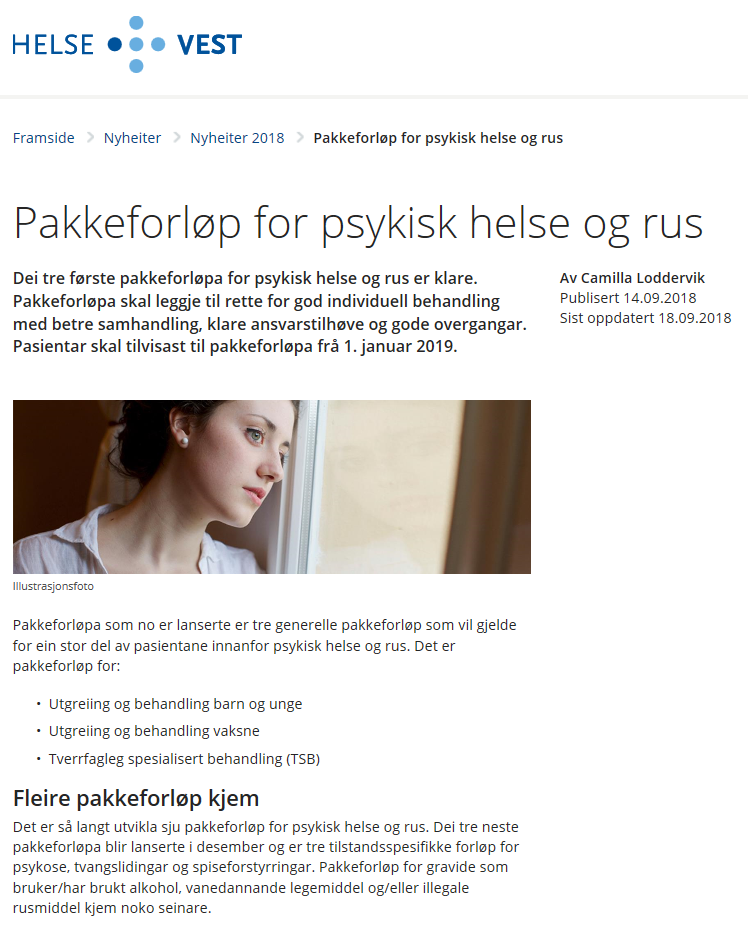 HELSE VEST
Framside Nyheiter Nyheiter 2018 Pakkeforløp for psykisk helse og rus
Pakkeforløp for psykisk helse og rus
Dei tre første pakkeforløpa for psykisk helse og rus er klare.
Pakkeforløpa skal leggje til rette for god individuell behandling
med betre samhandling, klare ansvarstilhøve og gode overgangar.
Pasientar skal tilvisast til pakkeforløpa frå 1. januar 2019.
Av Camilla Loddervik
Publisert 14.09.2018
Sist oppdatert 18.09.2018
Illustrasjonsfoto
Pakkeforløpa som no er lanserte er tre generelle pakkeforløp som vil gjelde
for ein stor del av pasientane innanfor psykisk helse og rus. Det er
pakkeforløp for:
• Utgreiing og behandling barn og unge
• Utgreiing og behandling vaksne
• Tverrfagleg spesialisert behandling (TSB)
Fleire pakkeforløp kjem
Det er så langt utvikla sju pakkeforløp for psykisk helse og rus. Dei tre neste
pakkeforløpa blir lanserte i desember og er tre tilstandsspesifikke forløp for
psykose, tvangslidingar og spiseforstyrringar. Pakkeforløp for gravide som
bruker/har brukt alkohol, vanedannande legemiddel og/eller illegale
rusmiddel kjem noko seinare.